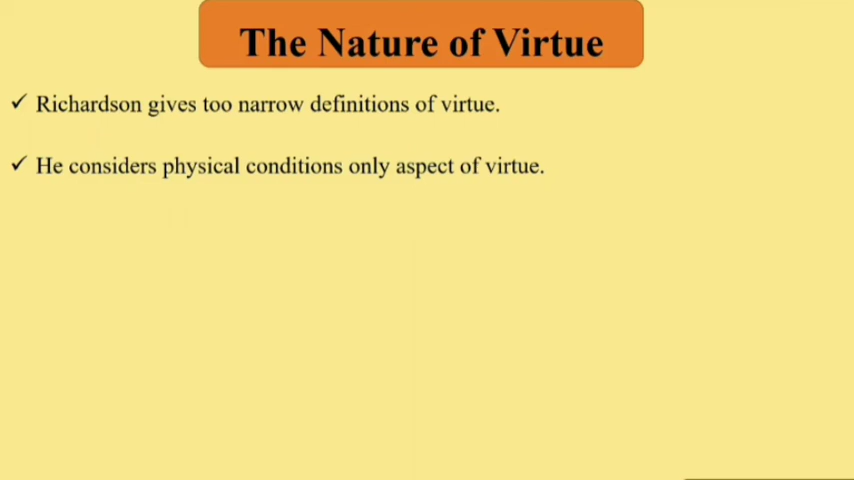 The Nature of Virtue
✓ Richardson gives too narrow definitions of virtue.
✓ He considers physical conditions only aspect of virtue.